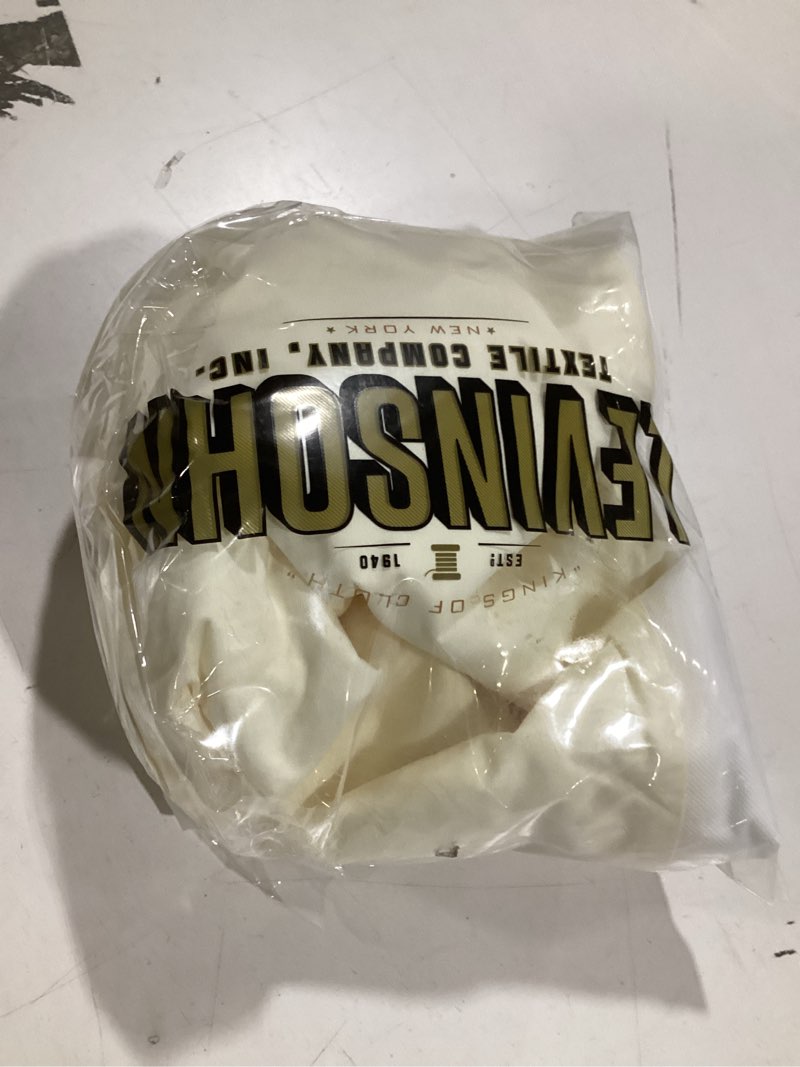 "KINGS OF CLOTH"
EST? 1940
LEVINSOHN
TEXTILE COMPANY, INC.
★ NEW YORK ★